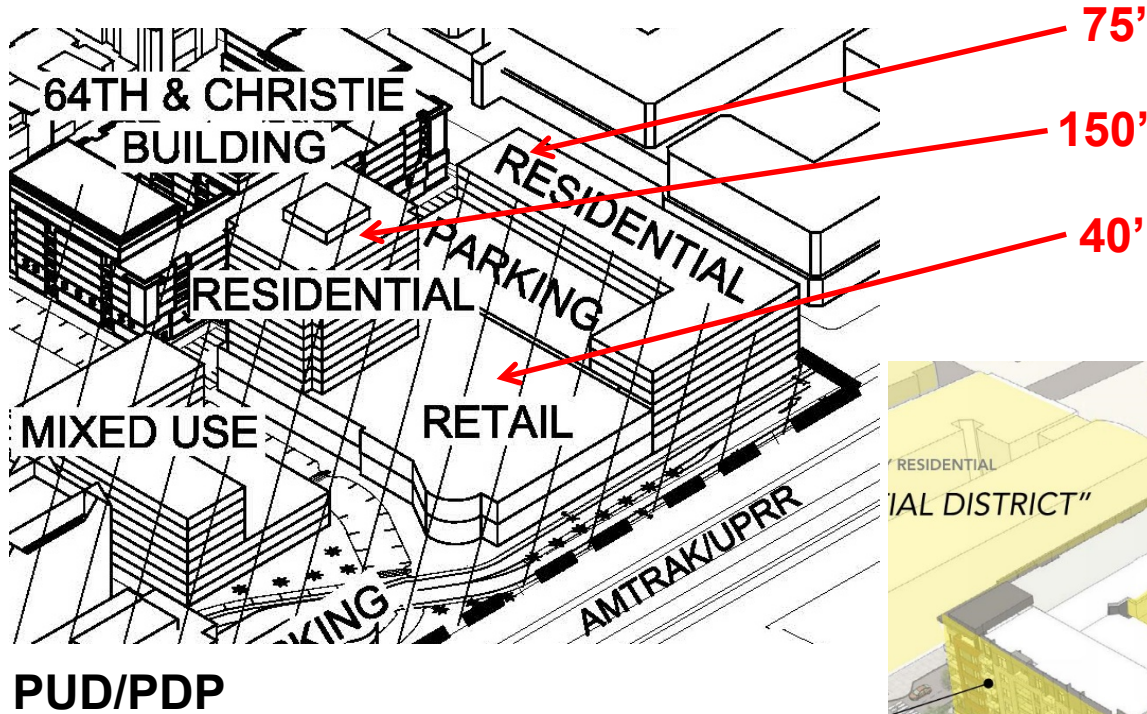 75’
150’
40’
64TH & CHRISTIE
BUILDING
RESIDENTIAL
PARKING
RESIDENTIAL
RETAIL
MIXED USE
AMTRAK/UPRR
RESIDENTIAL
IAL DISTRICT”
PUD/PDP